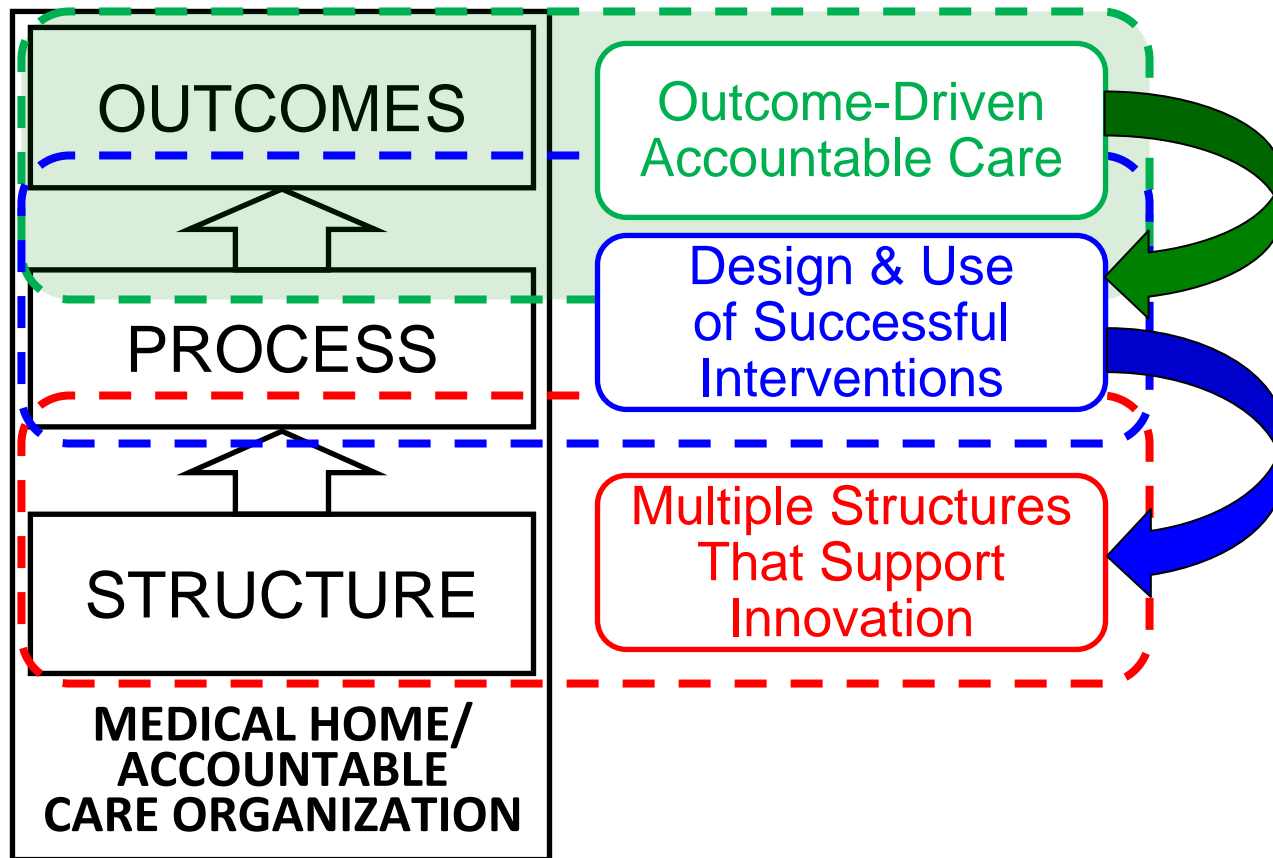 OUTCOMES
PROCESS
STRUCTURE
MEDICAL HOME/
ACCOUNTABLE
CARE ORGANIZATION
Outcome-Driven
Accountable Care
Design & Use
of Successful
Interventions
Multiple Structures
That Support
Innovation